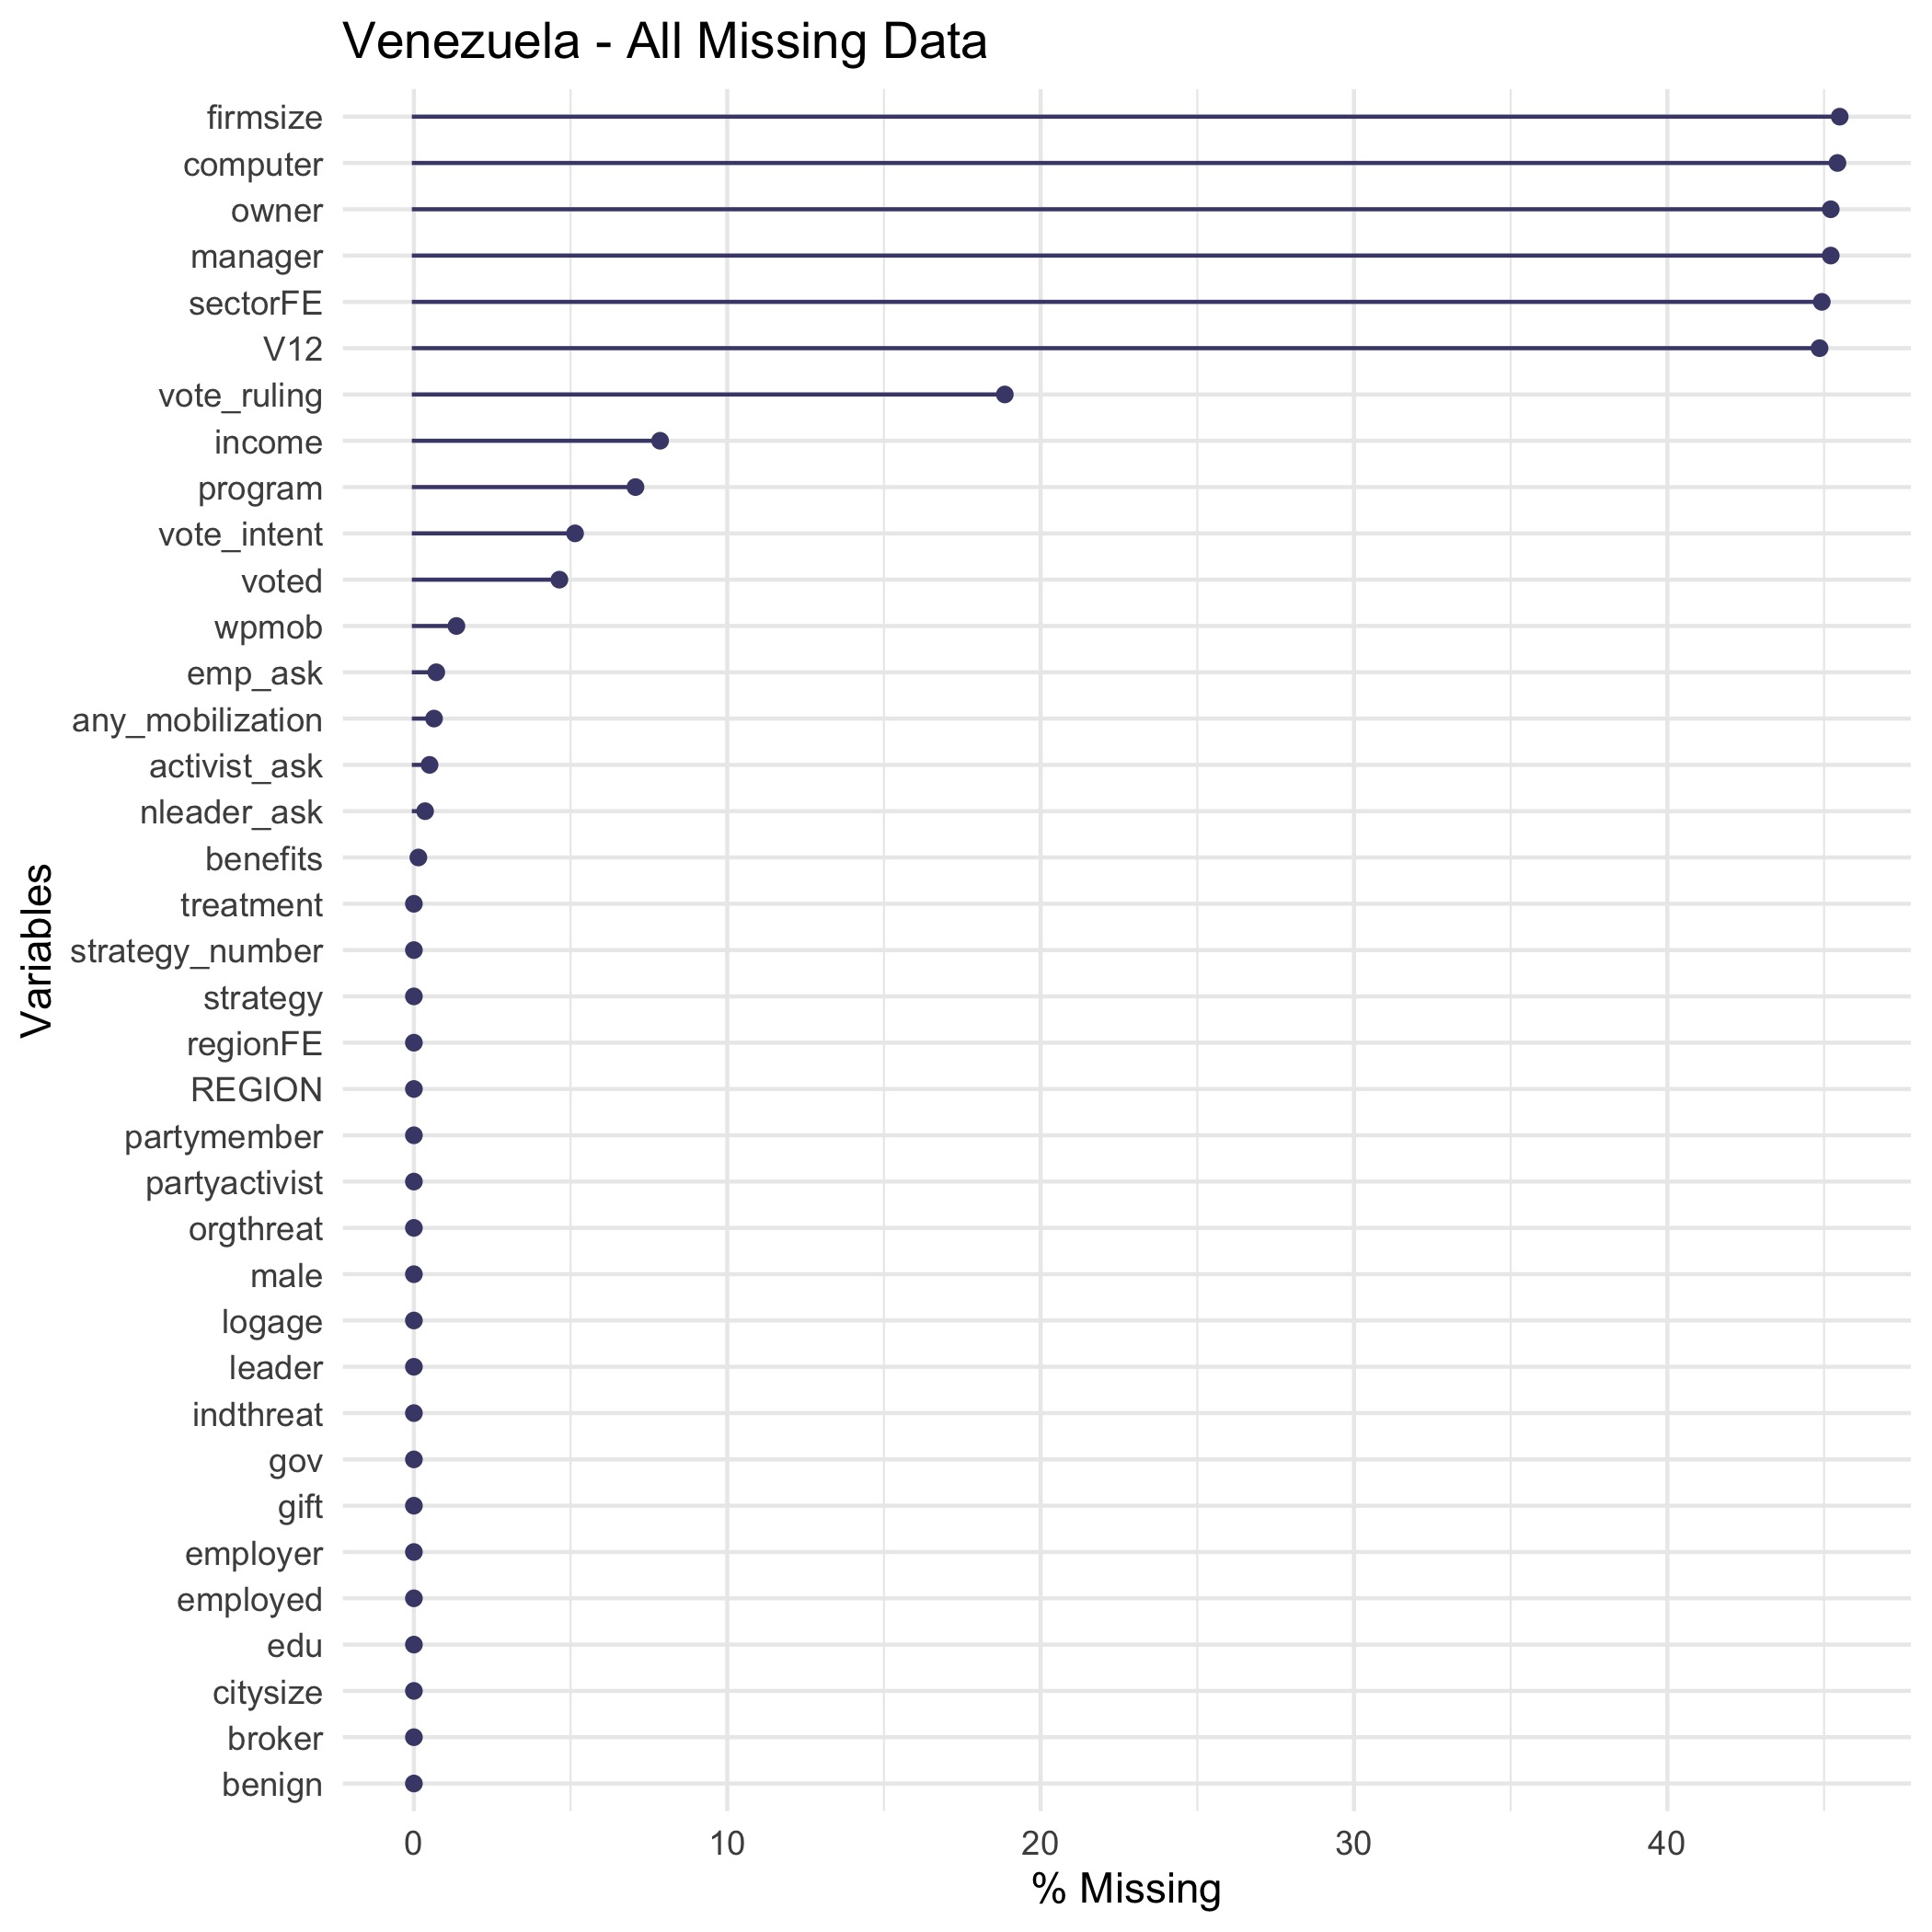 Venezuela - All Missing Data
firmsize
computer
owner
manager
sectorFE
V12
vote_ruling
income
program
vote_intent
voted
wpmob
emp_ask
any_mobilization
activist_ask
nleader_ask
benefits
treatment
strategy_number
strategy
regionFE
REGION
partymember
partyactivist
orgthreat
male
logage
leader
indthreat
gov
gift
employer
employed
edu
citysize
broker
benign
Variables
0 10 20 30 40
% Missing